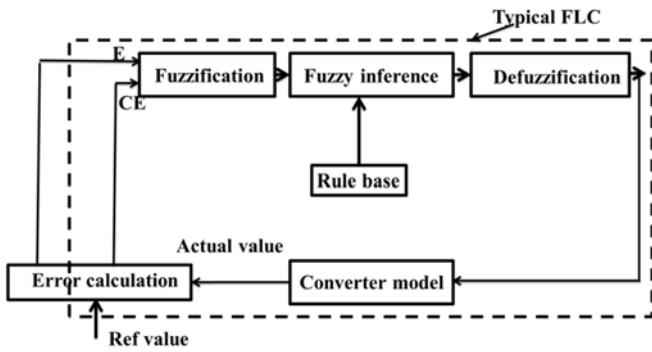 Typical FLC
E
Fuzzification
Fuzzy inference
Defuzzification
CE
Rule base
Actual value
Error calculation
Converter model
Ref value